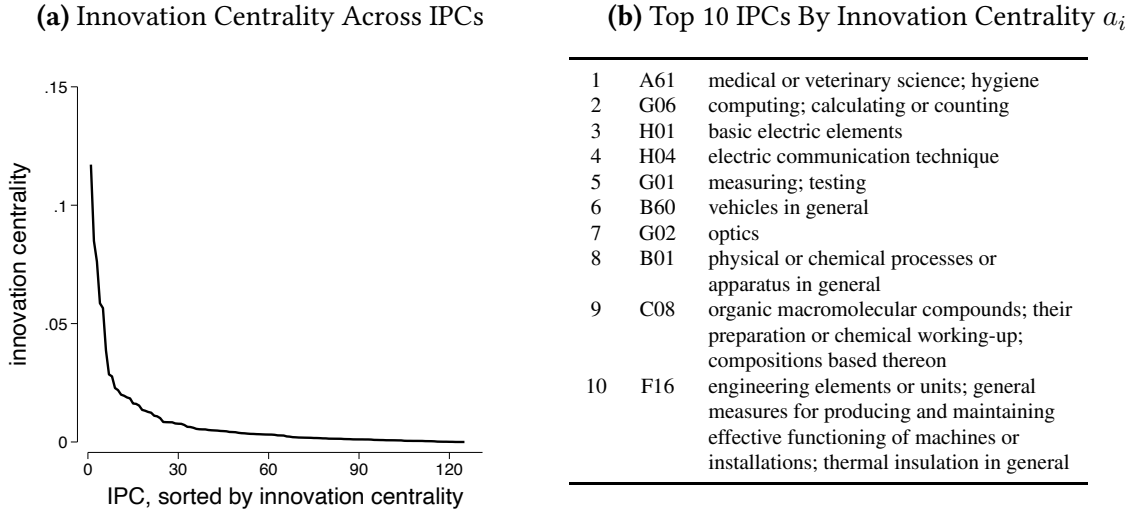 (a) Innovation Centrality Across IPCs
.15
.1
.05
0
innovation centrality
0 30 60 90 120
IPC, sorted by innovation centrality
(b) Top 10 IPCs By Innovation Centrality a_i
1 A61 medical or veterinary science; hygiene
2 G06 computing; calculating or counting
3 H01 basic electric elements
4 H04 electric communication technique
5 G01 measuring; testing
6 B60 vehicles in general
7 G02 optics
8 B01 physical or chemical processes or
apparatus in general
9 C08 organic macromolecular compounds; their
preparation or chemical working-up;
compositions based thereon
10 F16 engineering elements or units; general
measures for producing and maintaining
effective functioning of machines or
installations; thermal insulation in general